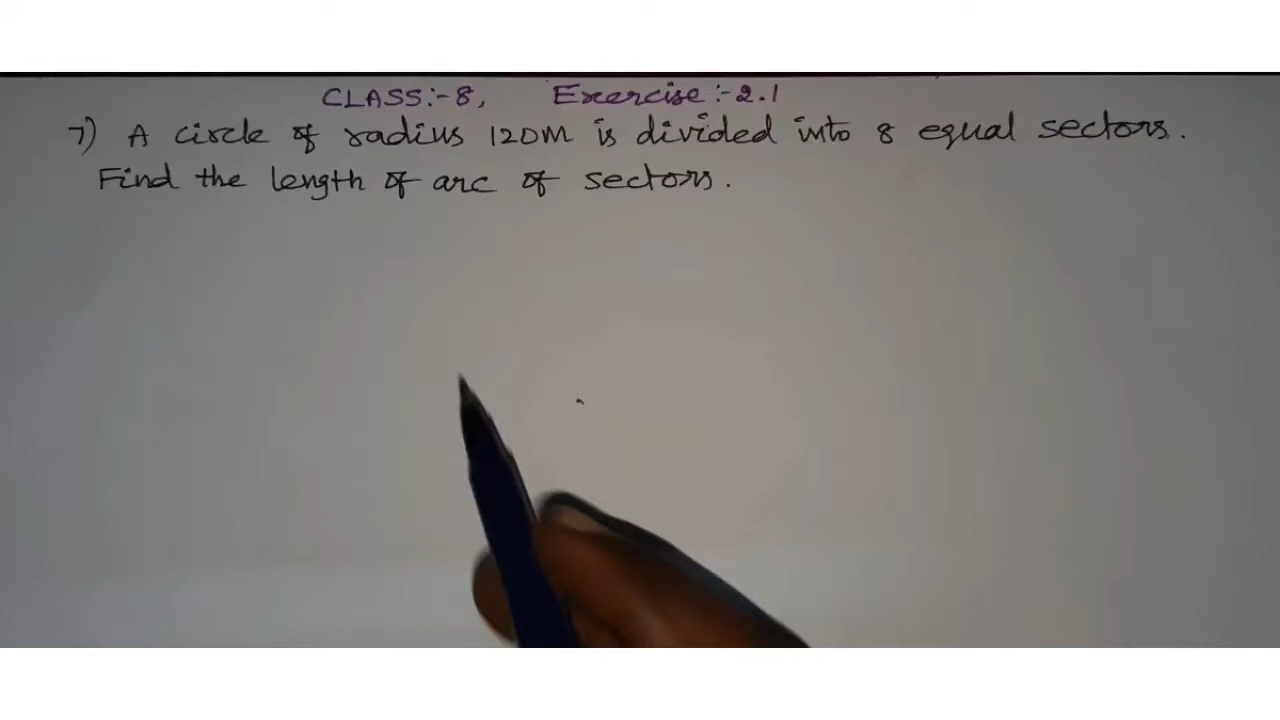 CLASS:-8, Exercise:-2.1
7) A circle of radius 120M is divided into 8 equal sectors.
Find the length of arc of sectors.